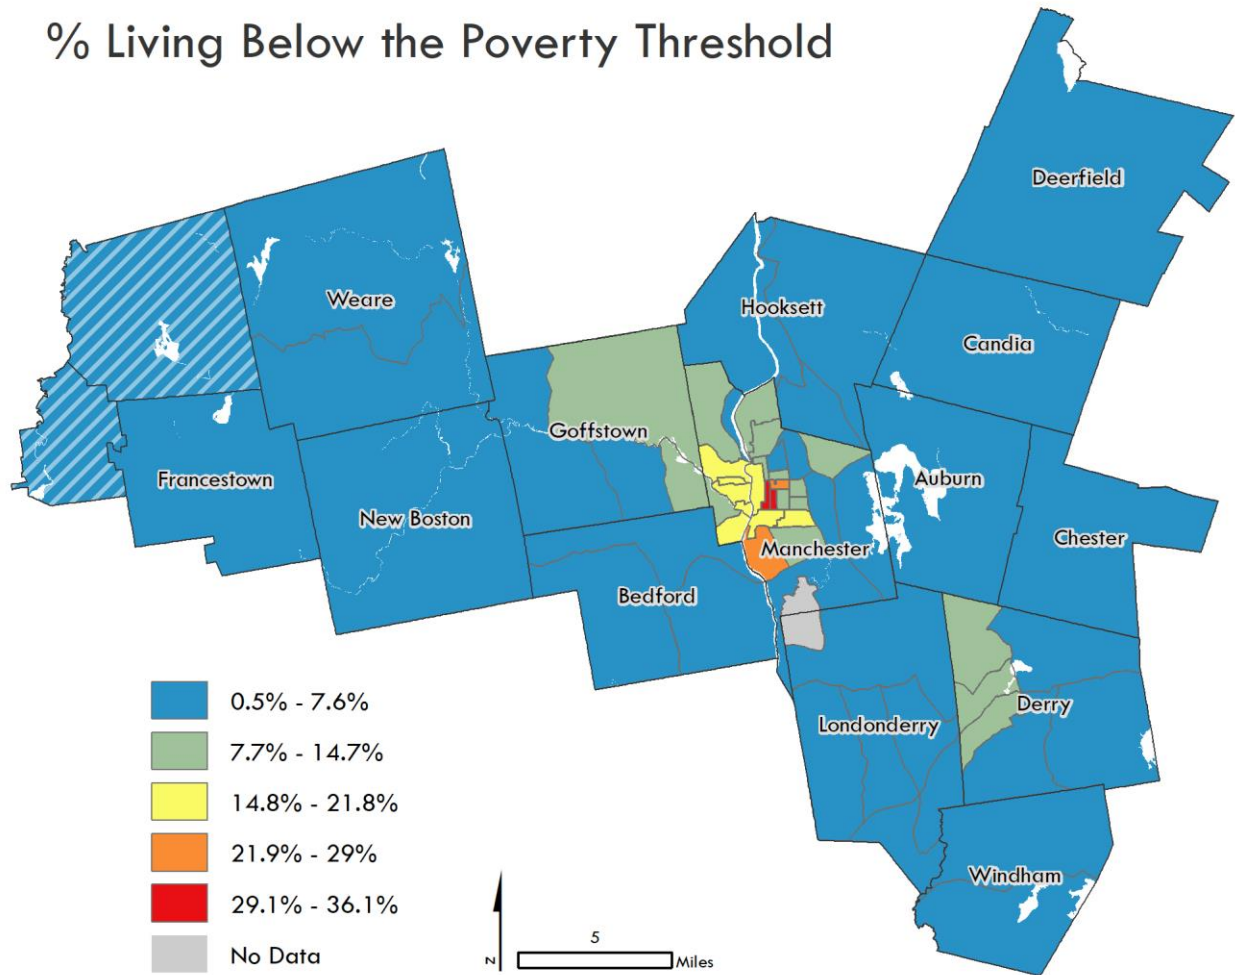 % Living Below the Poverty Threshold
Deerfield
Weare
Hooksett
Candia
Goffstown
Francestown
Auburn
New Boston
Chester
Manchester
Bedford
Londonderry
Derry
Windham
0.5% - 7.6%
7.7% - 14.7%
14.8% - 21.8%
21.9% - 29%
29.1% - 36.1%
No Data
N
5
Miles